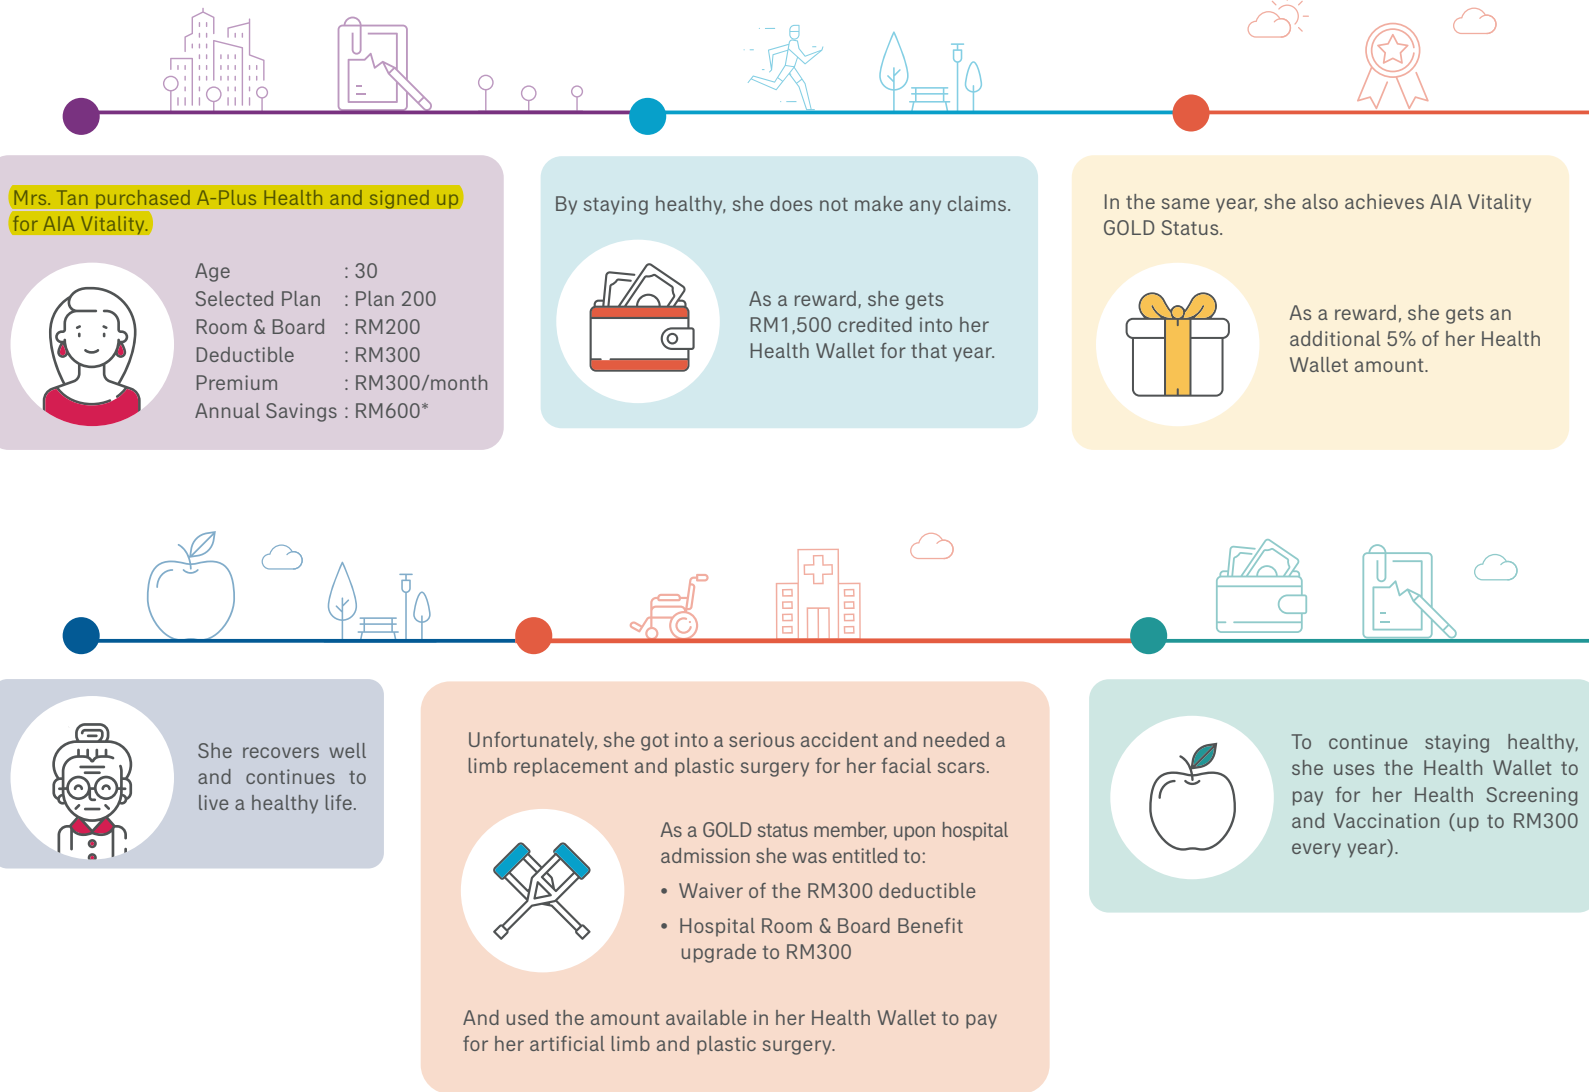 Mrs. Tan purchased A-Plus Health and signed up
for AIA Vitality.
Age : 30
Selected Plan : Plan 200
Room & Board : RM200
Deductible : RM300
Premium : RM300/month
Annual Savings : RM600*
By staying healthy, she does not make any claims.
As a reward, she gets
RM1,500 credited into her
Health Wallet for that year.
In the same year, she also achieves AIA Vitality
GOLD Status.
As a reward, she gets an
additional 5% of her Health
Wallet amount.
She recovers well
and continues to
live a healthy life.
Unfortunately, she got into a serious accident and needed a
limb replacement and plastic surgery for her facial scars.
As a GOLD status member, upon hospital
admission she was entitled to:
• Waiver of the RM300 deductible
• Hospital Room & Board Benefit
upgrade to RM300
And used the amount available in her Health Wallet to pay
for her artificial limb and plastic surgery.
To continue staying healthy,
she uses the Health Wallet to
pay for her Health Screening
and Vaccination (up to RM300
every year).